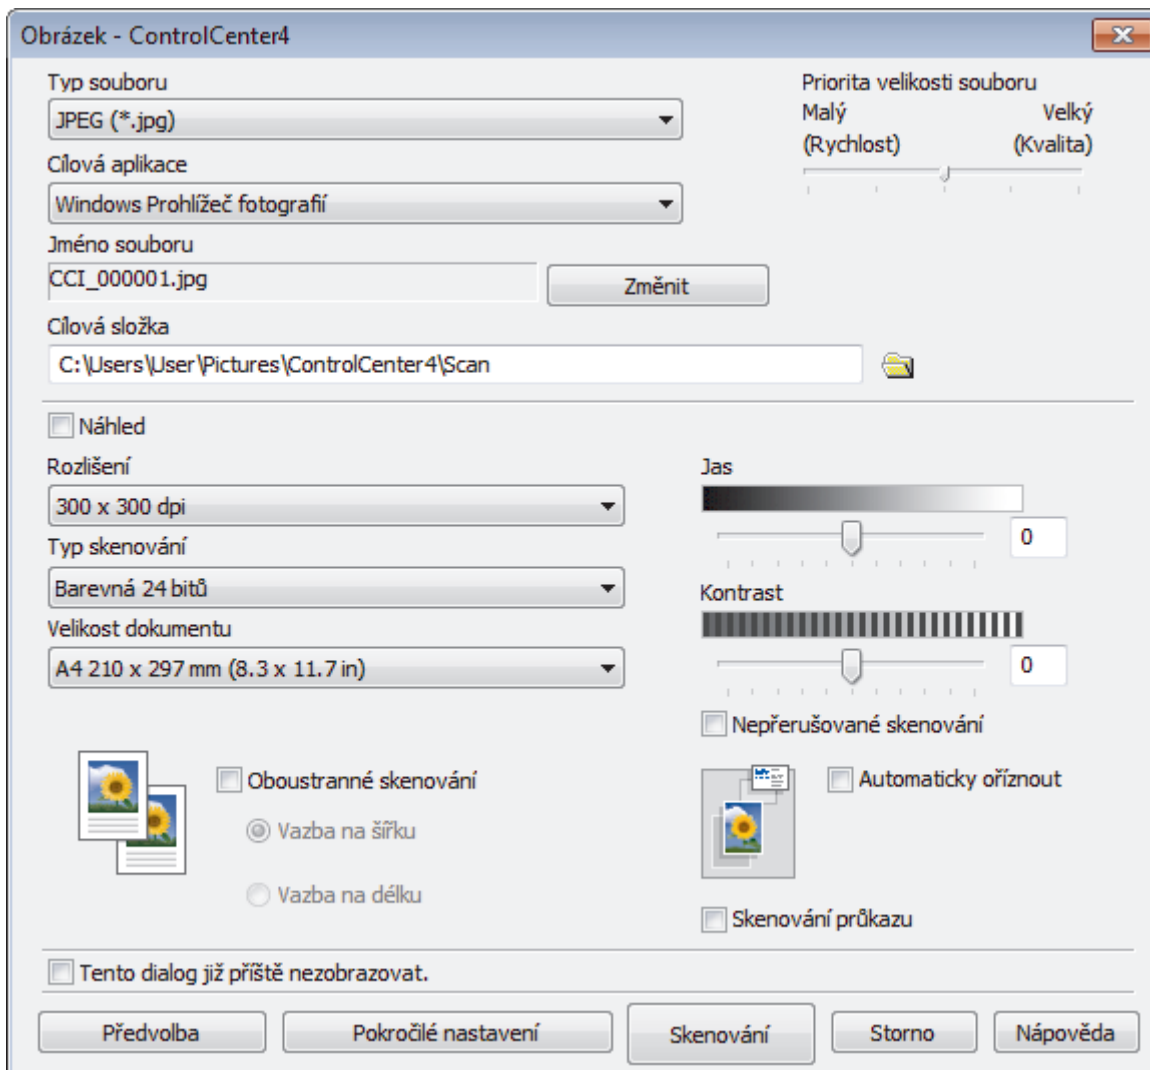 Obrázek - ControlCenter4
Typ souboru
JPEG (*.jpg)
Cílová aplikace
Windows Prohlížeč fotografií
Jméno souboru
CCI_000001.jpg
Změnit
Cílová složka
C:\Users\User\Pictures\ControlCenter4\Scan
Priorita velikosti souboru
Malý Velký
(Rychlost) (Kvalita)
Náhled
Rozlišení
300 x 300 dpi
Typ skenování
Barevná 24 bitů
Velikost dokumentu
A4 210 x 297 mm (8.3 x 11.7 in)
Jas
0
Kontrast
0
Nepřerušované skenování
Oboustranné skenování
Vazba na šířku
Vazba na délku
Automaticky oříznout
Skenování průkazu
Tento dialog již příště nezobrazovat.
Předvolba
Pokročilé nastavení
Skenování
Storno
Nápověda